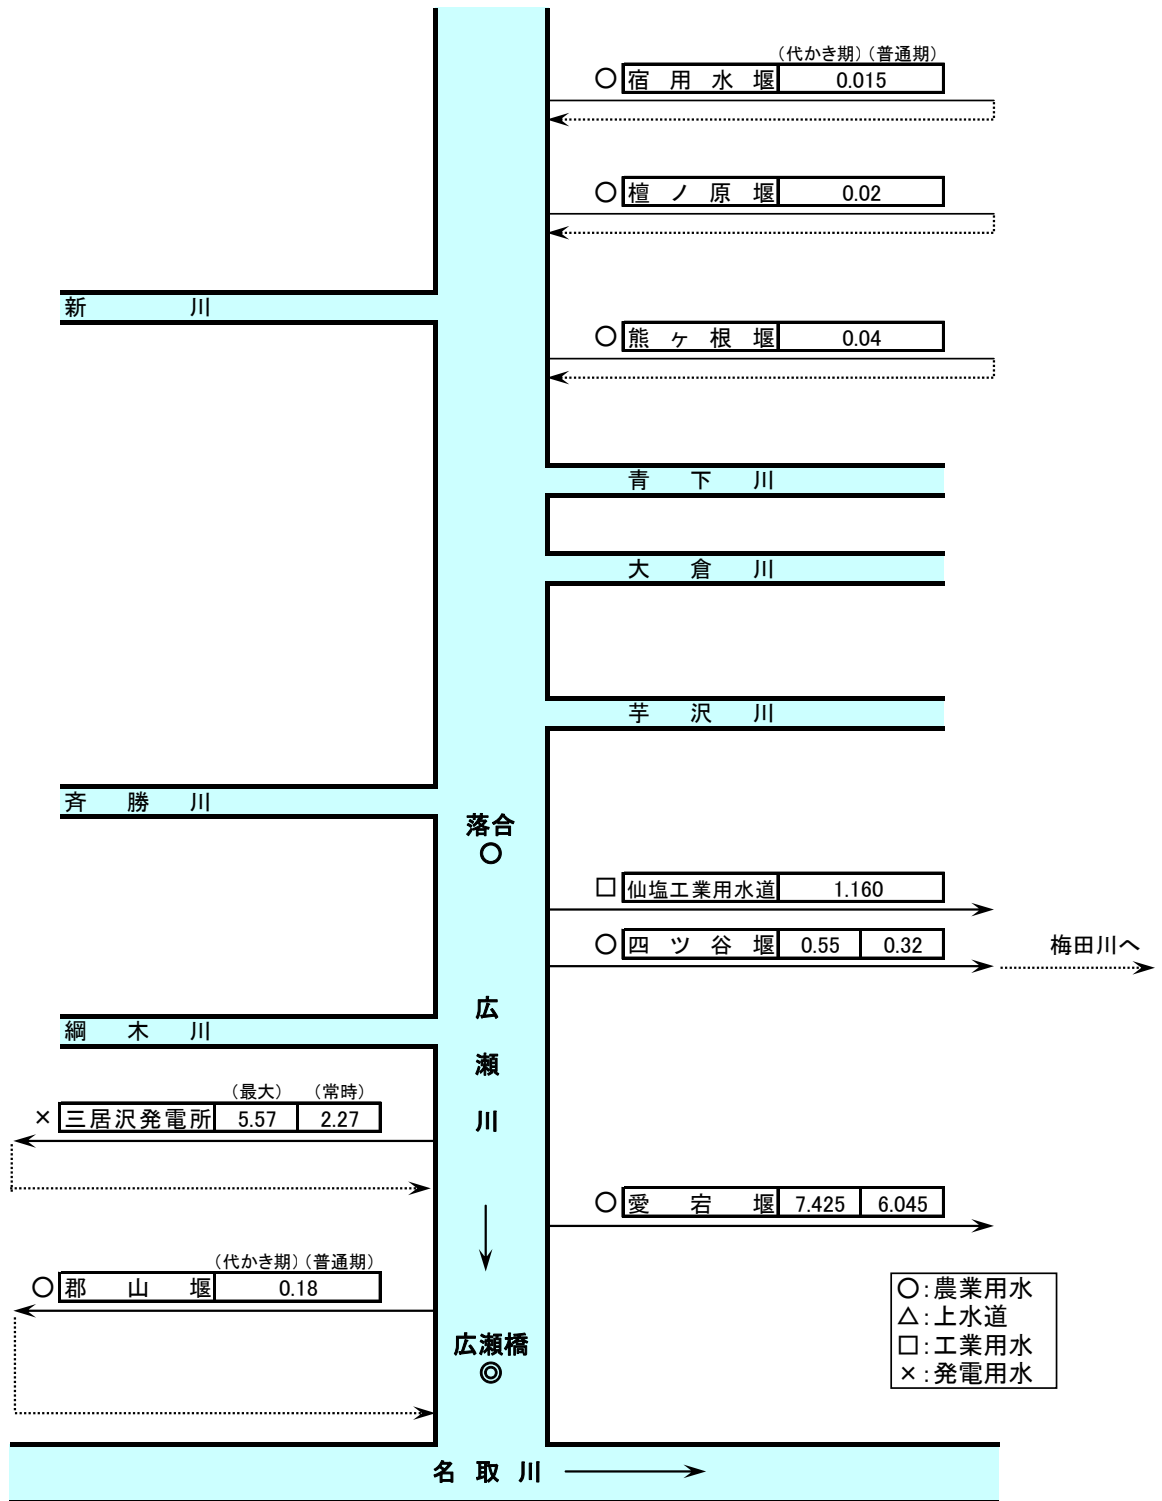 (代かき期)(普通期)
○ 宿用水堰 0.015
○ 檀ノ原堰 0.02
新川
○ 熊ヶ根堰 0.04
青下川
大倉川
芋沢川
斉勝川
落合
○
□ 仙塩工業用水道 1.160
○ 四ツ谷堰 0.55 0.32
梅田川へ
広瀬川
綱木川
(最大) (常時)
× 三居沢発電所 5.57 2.27
○ 愛宕堰 7.425 6.045
(代かき期)(普通期)
○ 郡山堰 0.18
広瀬橋
◎
○:農業用水
△:上水道
□:工業用水
×:発電用水
名取川